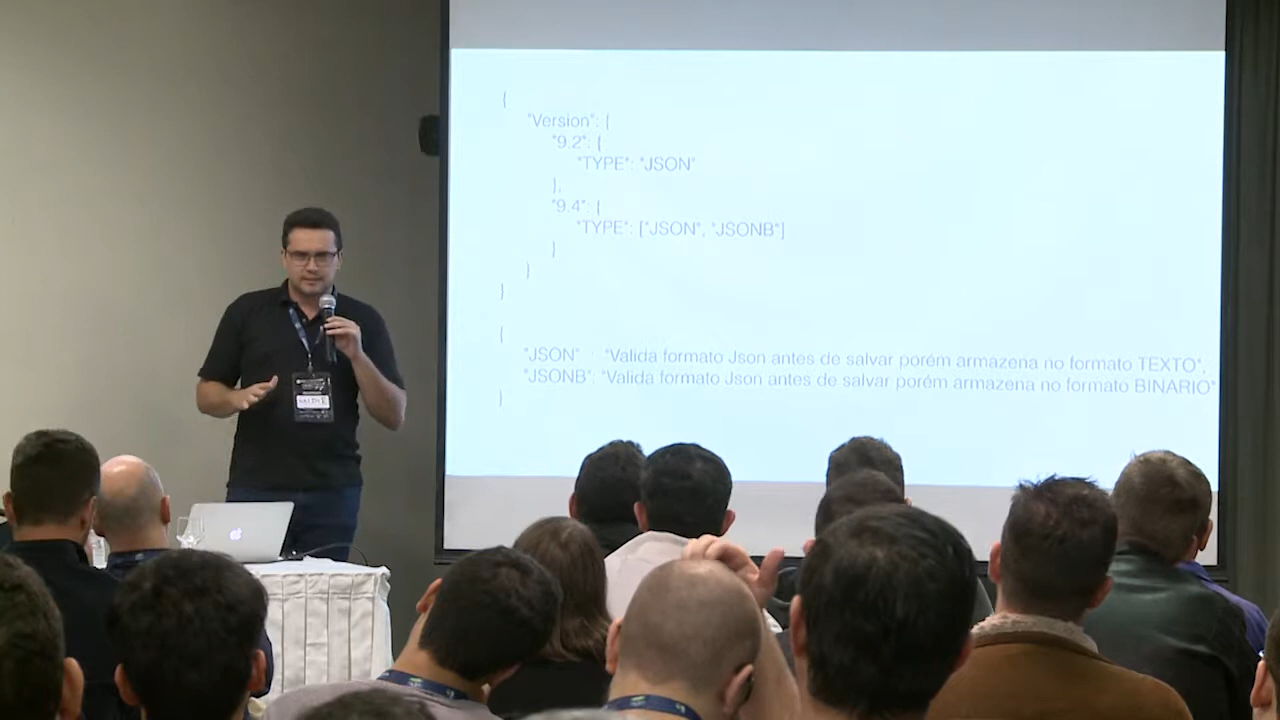 {
"Version": {
"9.2": {
"TYPE": "JSON"
},
"9.4": {
"TYPE": ["JSON", "JSONB"]
}
}
}
{
"JSON" : "Valida formato Json antes de salvar porém armazena no formato TEXTO",
"JSONB": "Valida formato Json antes de salvar porém armazena no formato BINARIO"
}